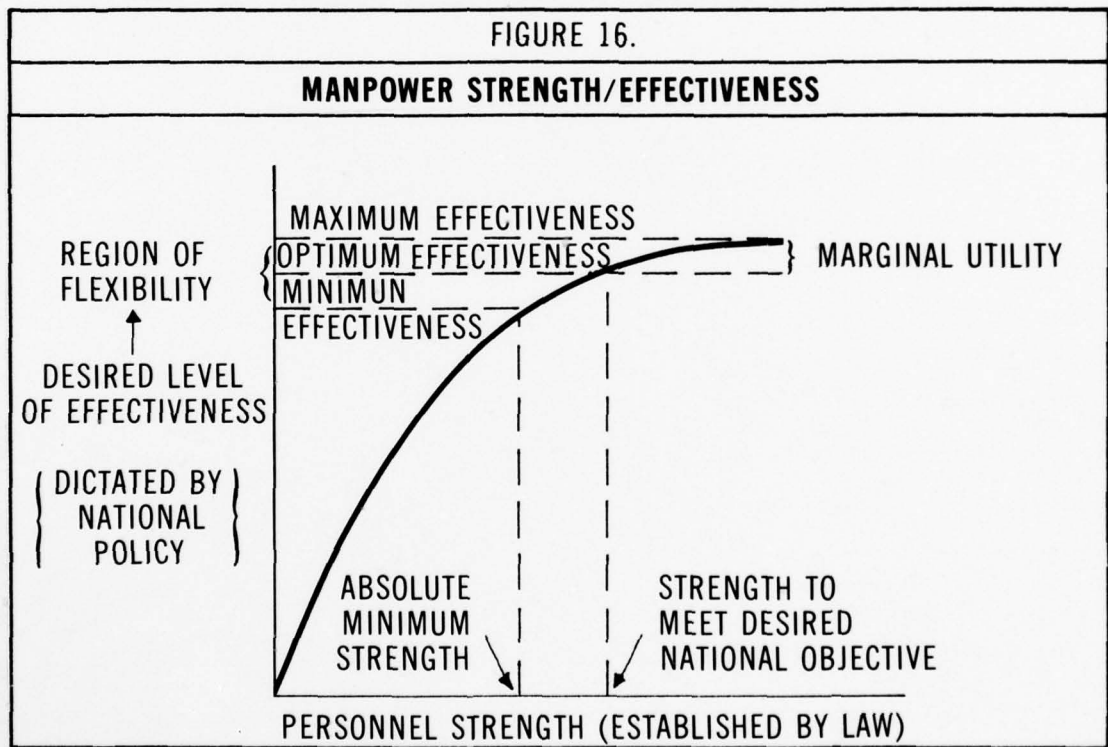 FIGURE 16.
MANPOWER STRENGTH/EFFECTIVENESS
MAXIMUM EFFECTIVENESS
OPTIMUM EFFECTIVENESS
MINIMUN
EFFECTIVENESS
MARGINAL UTILITY
REGION OF
FLEXIBILITY
DESIRED LEVEL
OF EFFECTIVENESS
DICTATED BY
NATIONAL
POLICY
ABSOLUTE
MINIMUM
STRENGTH
STRENGTH TO
MEET DESIRED
NATIONAL OBJECTIVE
PERSONNEL STRENGTH (ESTABLISHED BY LAW)